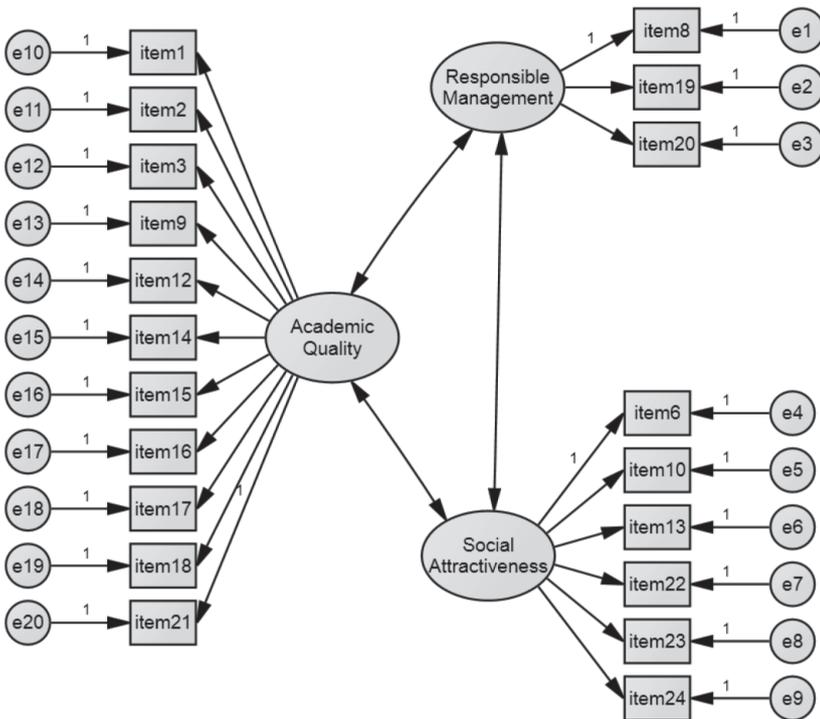 e10 1 item1
e11 1 item2
e12 1 item3
e13 1 item9
e14 1 item12
e15 1 item14
e16 1 item15
e17 1 item16
e18 1 item17
e19 1 item18
e20 1 item21
1
Academic
Quality
Responsible
Management
1
item8 1 e1
item19 1 e2
item20 1 e3
Social
Attractiveness
1
item6 1 e4
item10 1 e5
item13 1 e6
item22 1 e7
item23 1 e8
item24 1 e9